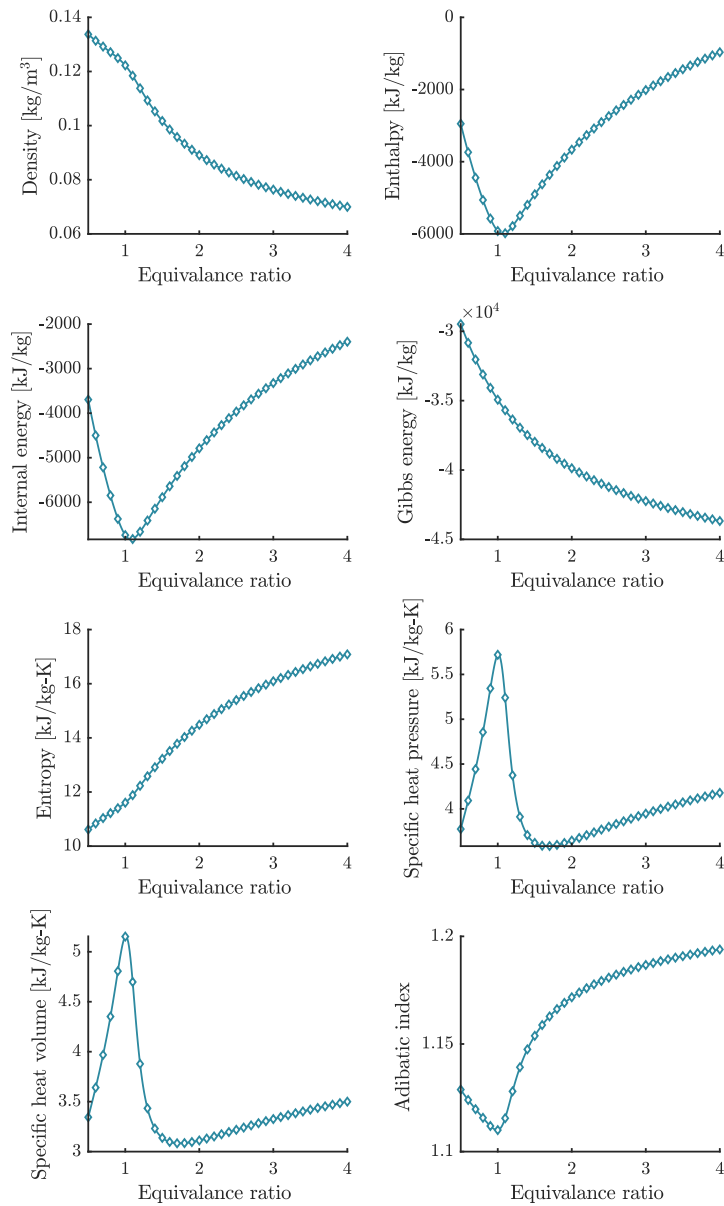 0.14
0.12
0.1
0.08
0.06
Density [kg/m³]
1 2 3 4
Equivalance ratio
0
-2000
-4000
-6000
Enthalpy [kJ/kg]
1 2 3 4
Equivalance ratio
-2000
-3000
-4000
-5000
-6000
Internal energy [kJ/kg]
1 2 3 4
Equivalance ratio
×10⁴
-3
-3.5
-4
-4.5
Gibbs energy [kJ/kg]
1 2 3 4
Equivalance ratio
18
16
14
12
10
Entropy [kJ/kg-K]
1 2 3 4
Equivalance ratio
6
5.5
5
4.5
4
Specific heat pressure [kJ/kg-K]
1 2 3 4
Equivalance ratio
5
4.5
4
3.5
3
Specific heat volume [kJ/kg-K]
1 2 3 4
Equivalance ratio
1.2
1.15
1.1
Adibatic index
1 2 3 4
Equivalance ratio